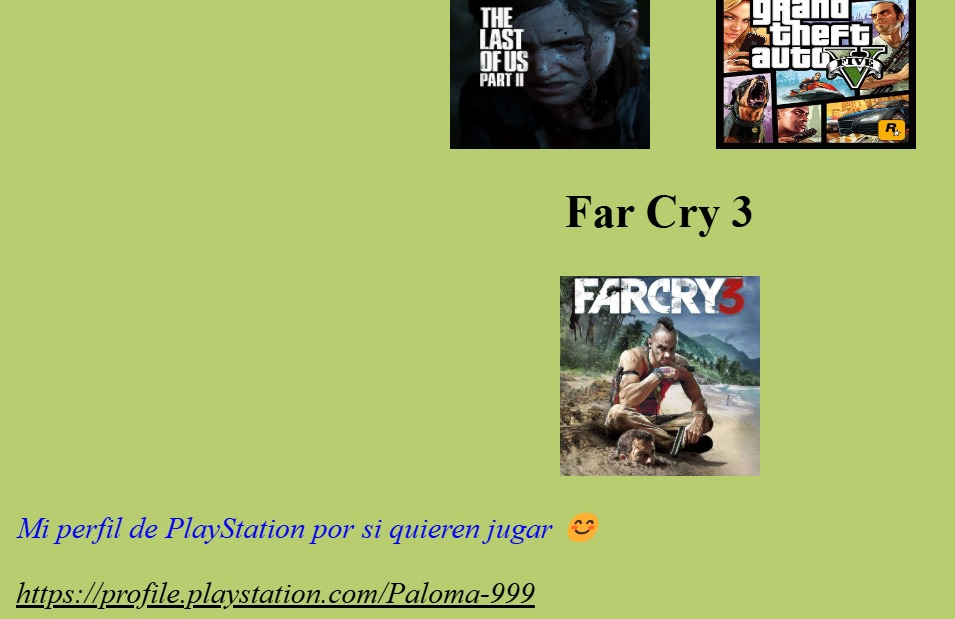 THE
LAST
OF US
PART II
grand
theft
auto
FIVE
R
Far Cry 3
FARCRY3
Mi perfil de PlayStation por si quieren jugar 😊
https://profile.playstation.com/Paloma-999